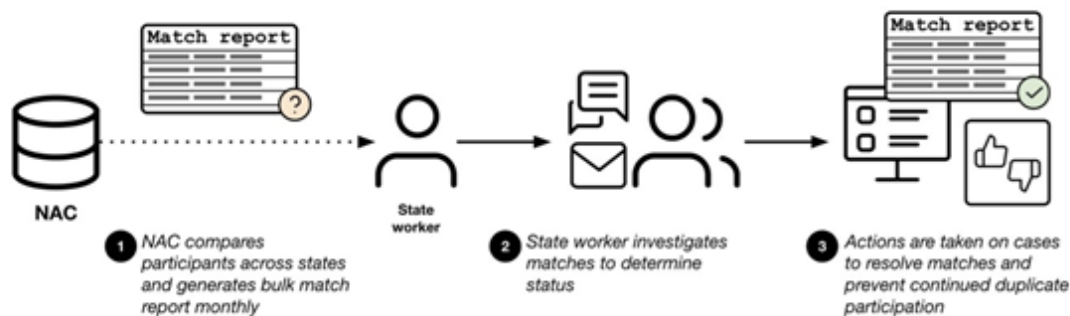 Match report
?
NAC
State
worker
1 NAC compares
participants across states
and generates bulk match
report monthly
2 State worker investigates
matches to determine
status
Match report
3 Actions are taken on cases
to resolve matches and
prevent continued duplicate
participation